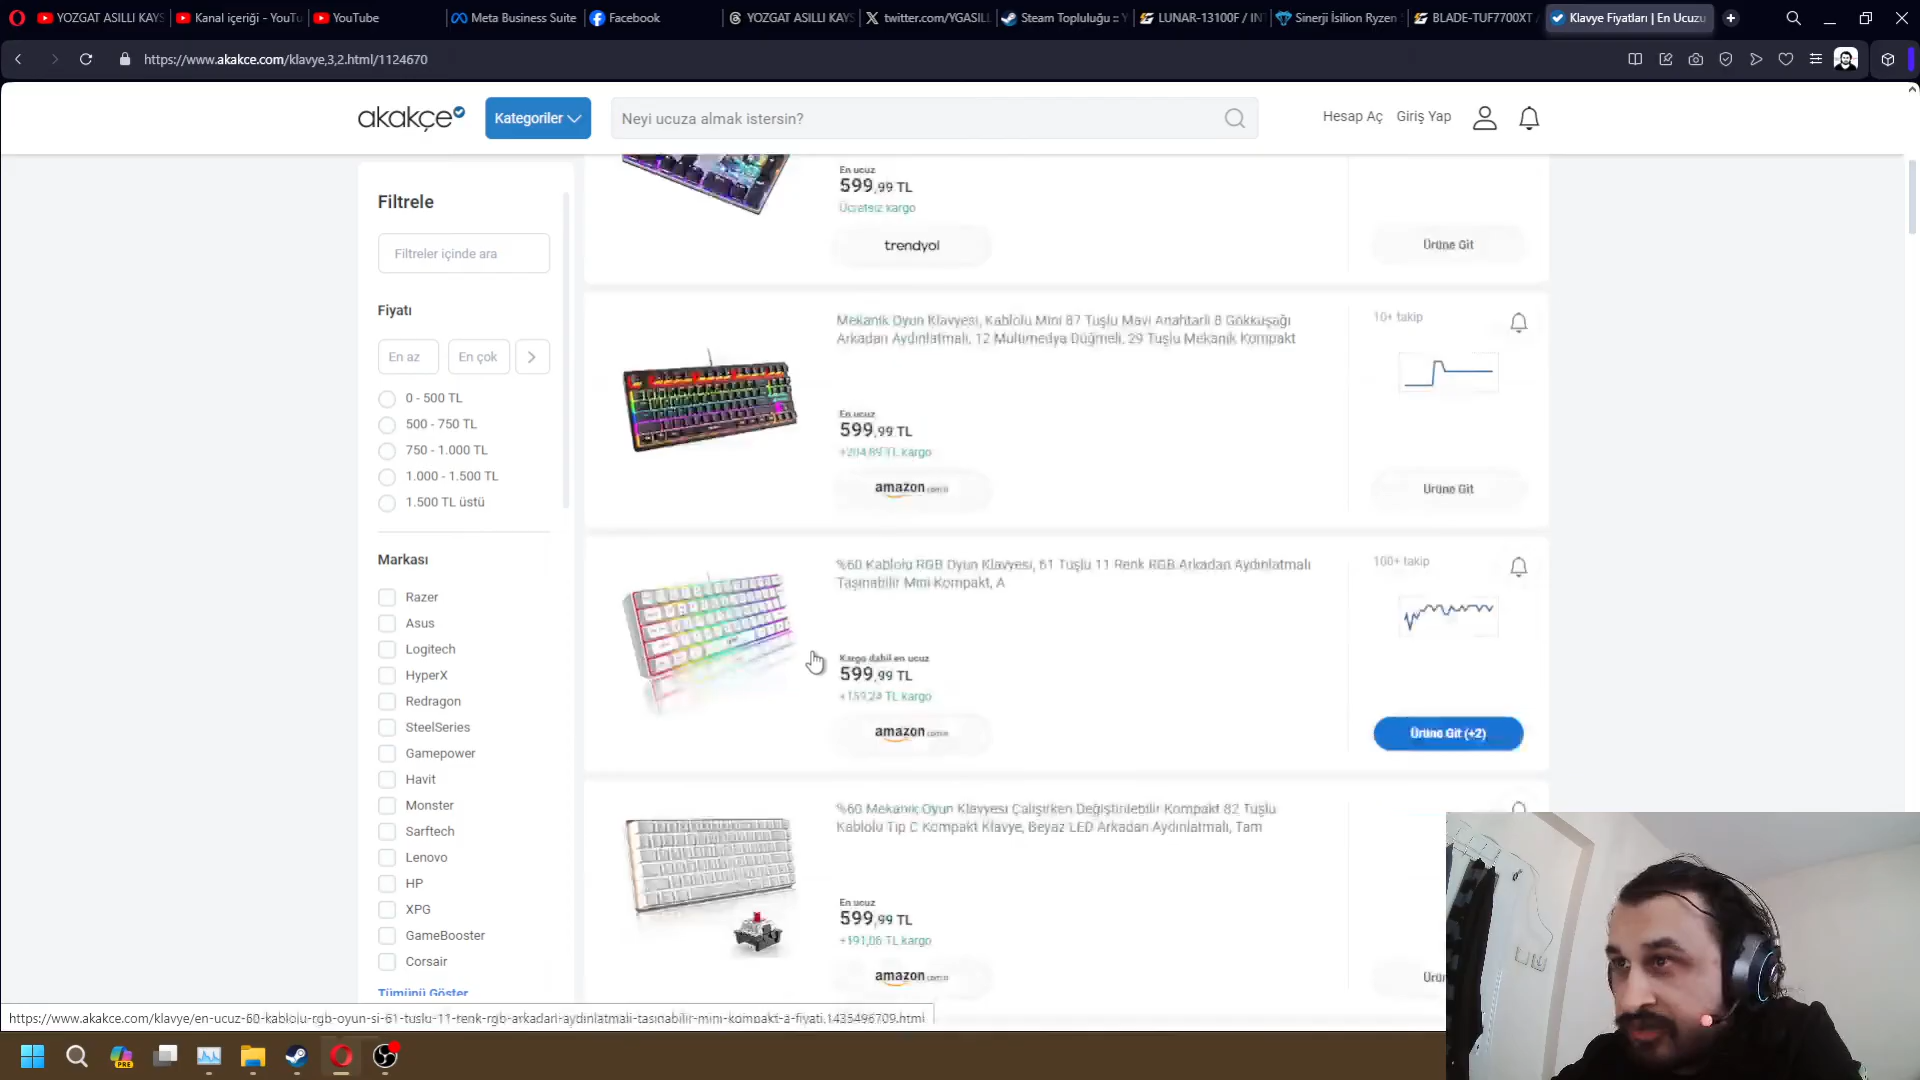 YOZGAT ASILLI KAYS
Kanal içeriği - YouTu
YouTube
Meta Business Suite
Facebook
YOZGAT ASILLI KAYS
twitter.com/YGASILL
Steam Topluluğu :: Y
LUNAR-13100F / INT
Sinerji İsilion Ryzen
BLADE-TUF7700XT /
Klavye Fiyatları | En Ucuzu
https://www.akakce.com/klavye,3,2.html/1124670
akakçe
Kategoriler
Neyi ucuza almak istersin?
Hesap Aç
Giriş Yap
Filtrele
Filtreler içinde ara
Fiyatı
En az
En çok
0 - 500 TL
500 - 750 TL
750 - 1.000 TL
1.000 - 1.500 TL
1.500 TL üstü
Markası
Razer
Asus
Logitech
HyperX
Redragon
SteelSeries
Gamepower
Havit
Monster
Sarftech
Lenovo
HP
XPG
GameBooster
Corsair
Tümünü Göster
En ucuz
599,99 TL
Ücretsiz kargo
trendyol
Ürüne Git
Mekanik Oyun Klavyesi, Kablolu Mini 87 Tuşlu Mavi Anahtarlı 8 Gökkuşağı
Arkadan Aydınlatmalı, 12 Multimedya Düğmeli, 29 Tuşlu Mekanik Kompakt
10+ takip
En ucuz
599,99 TL
+204,69 TL kargo
amazon
Ürüne Git
%60 Kablolu RGB Oyun Klavyesi, 61 Tuşlu 11 Renk RGB Arkadan Aydınlatmalı
Taşınabilir Mini Kompakt, A
100+ takip
Kargo dahil en ucuz
599,99 TL
+159,24 TL kargo
amazon
Ürüne Git (+2)
%60 Mekanik Oyun Klavyesi Çalışırken Değiştirilebilir Kompakt 82 Tuşlu
Kablolu Tip C Kompakt Klavye, Beyaz LED Arkadan Aydınlatmalı, Tam
En ucuz
599,99 TL
+191,06 TL kargo
amazon
Ürün
https://www.akakce.com/klavye/en-ucuz-60-kablolu-rgb-oyun-si-61-tuslu-11-renk-rgb-arkadan-aydinlatmali-tasinabilir-mini-kompakt-a-fiyati,1435496709.html
PRE